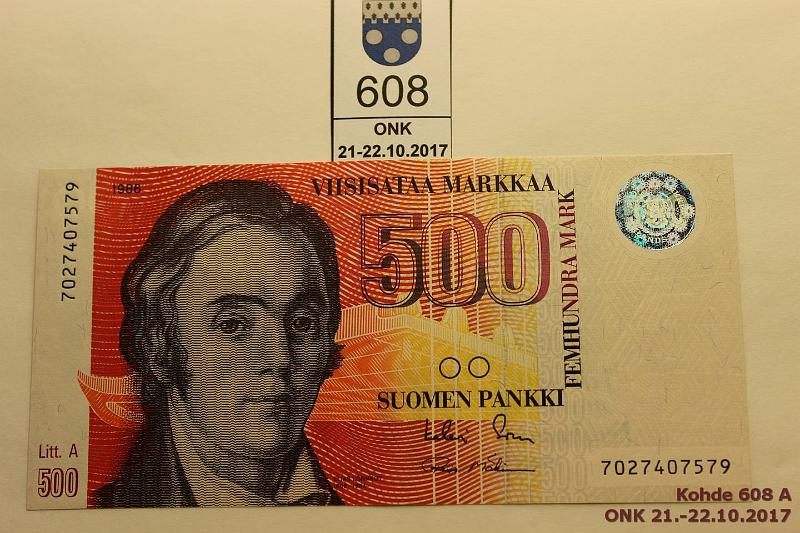 608
ONK
21-22.10.2017
1986
7027407579
VIISISATAA MARKKAA
500
FEMHUNDRA MARK
SUOMEN PANKKI
Litt. A
500
7027407579
Kohde 608 A
ONK 21.-22.10.2017